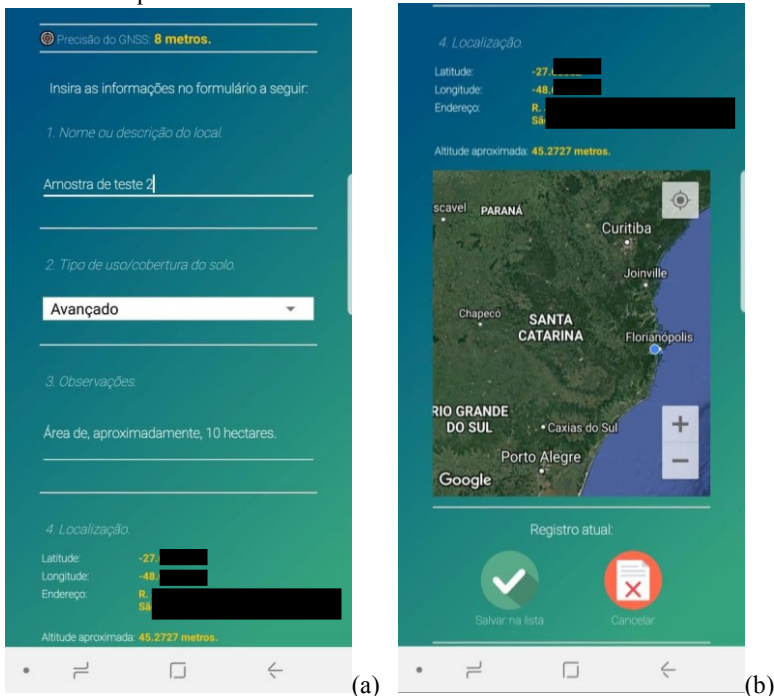 Precisão do GNSS: 8 metros.
Insira as informações no formulário a seguir:
1. Nome ou descrição do local.
Amostra de teste 2
2. Tipo de uso/cobertura do solo.
Avançado
3. Observações.
Área de, aproximadamente, 10 hectares.
4. Localização.
Latitude: -27.
Longitude: -48.
Endereço: R.
Altitude aproximada: 45.2727 metros.
(a)
4. Localização.
Latitude: -27.
Longitude: -48.
Endereço: R.
Altitude aproximada: 45.2727 metros.
scavel PARANÁ
Curitiba
Joinville
Chapecó
SANTA
CATARINA
Florianópolis
RIO GRANDE
DO SUL
Caxias do Sul
+
Porto Alegre
−
Google
Registro atual:
Salvar na lista Cancelar
(b)